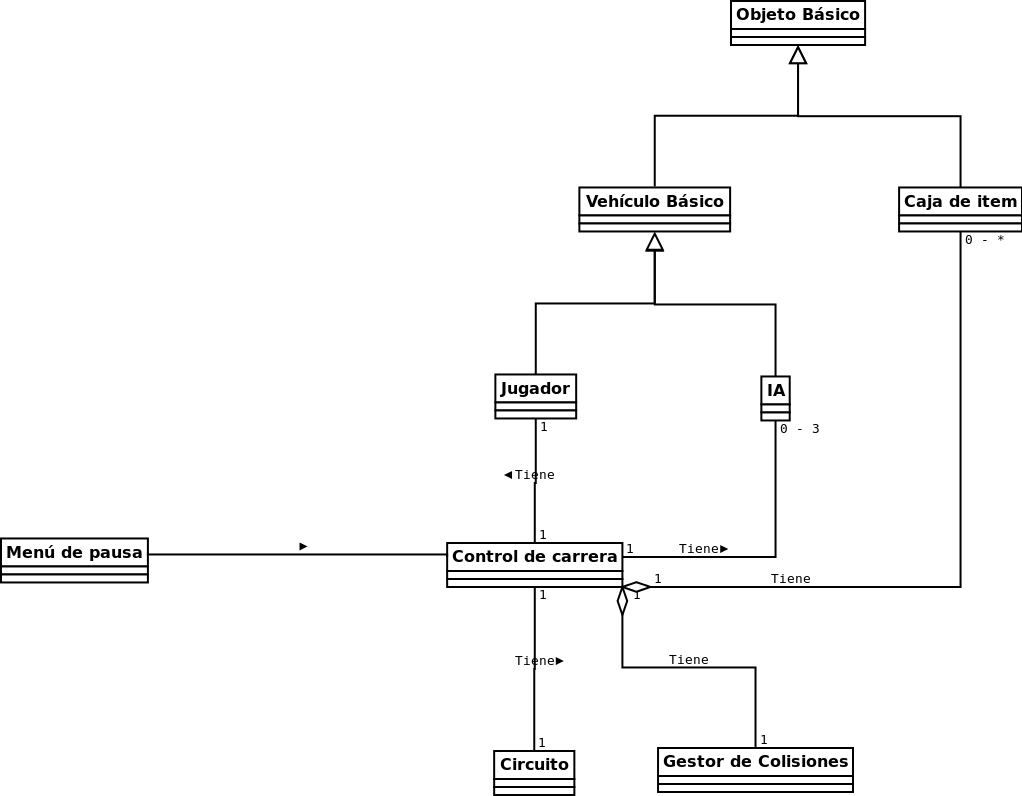 Objeto Básico
Vehículo Básico
Caja de item
0 - *
Jugador
IA
1
0 - 3
◄Tiene
1
Menú de pausa
►
Control de carrera
1
Tiene►
1
Tiene
1
1
Tiene►
Tiene
1
1
Circuito
Gestor de Colisiones